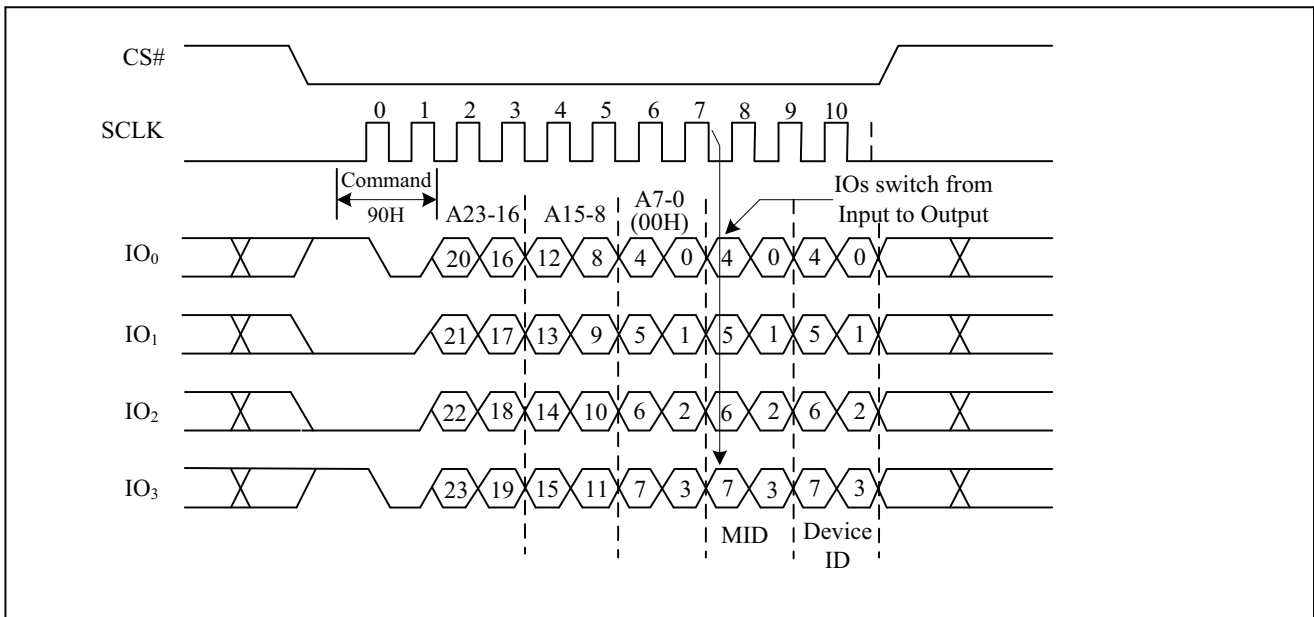 CS#
0 1 2 3 4 5 6 7 8 9 10
SCLK
Command
90H
A23-16 A15-8 A7-0
(00H)
IOs switch from
Input to Output
IO0 20 16 12 8 4 0 4 0 4 0
IO1 21 17 13 9 5 1 5 1 5 1
IO2 22 18 14 10 6 2 6 2 6 2
IO3 23 19 15 11 7 3 7 3 7 3
MID Device
ID